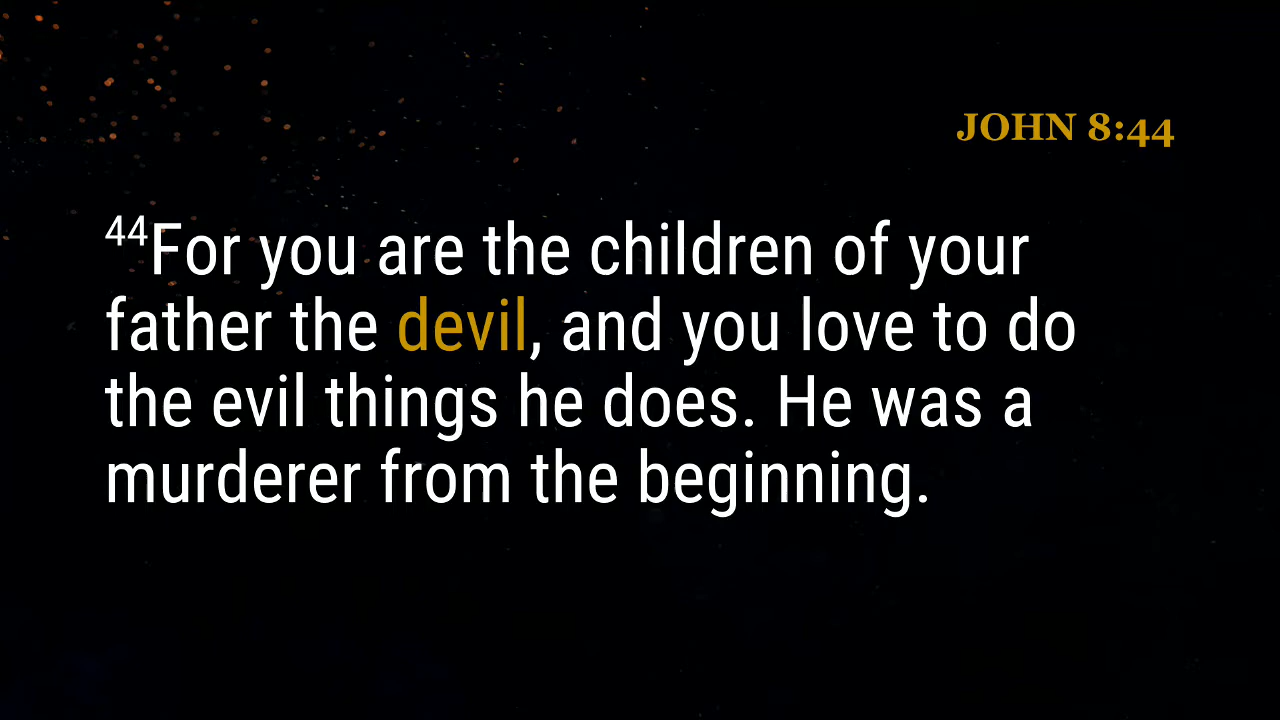 JOHN 8:44
44For you are the children of your
father the devil, and you love to do
the evil things he does. He was a
murderer from the beginning.